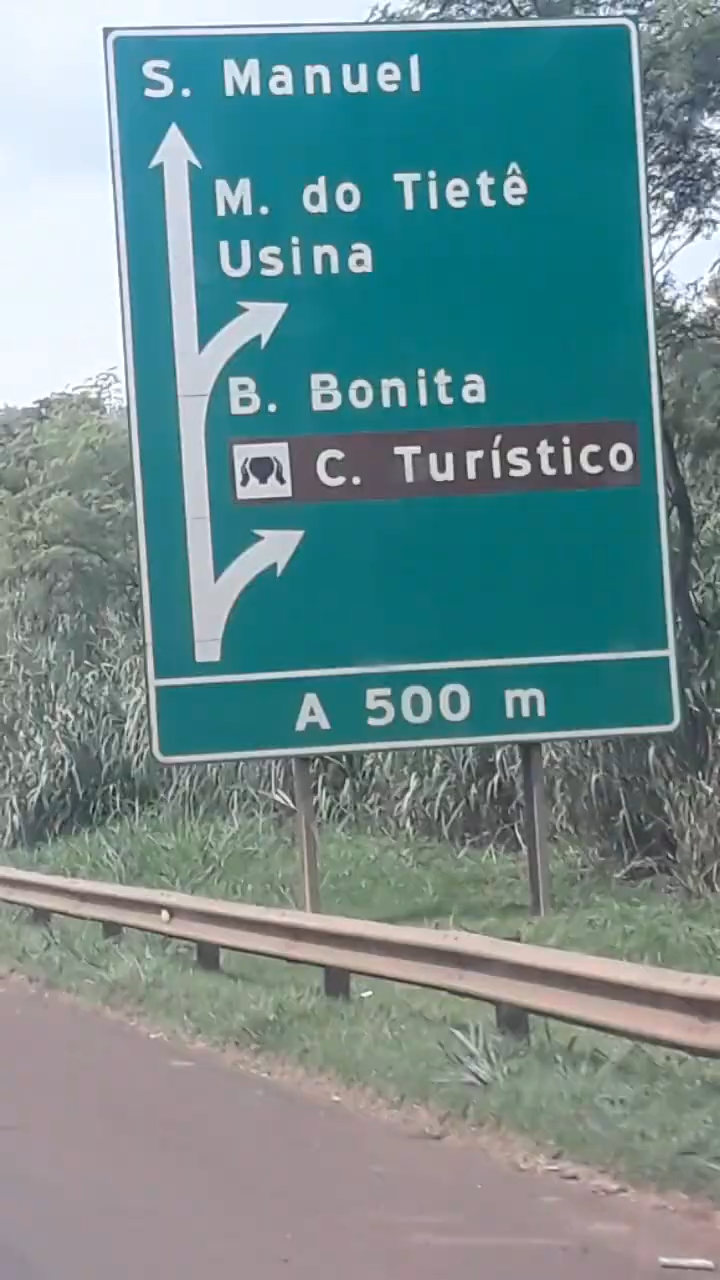 S. Manuel
M. do Tietê
Usina
B. Bonita
C. Turístico
A 500 m